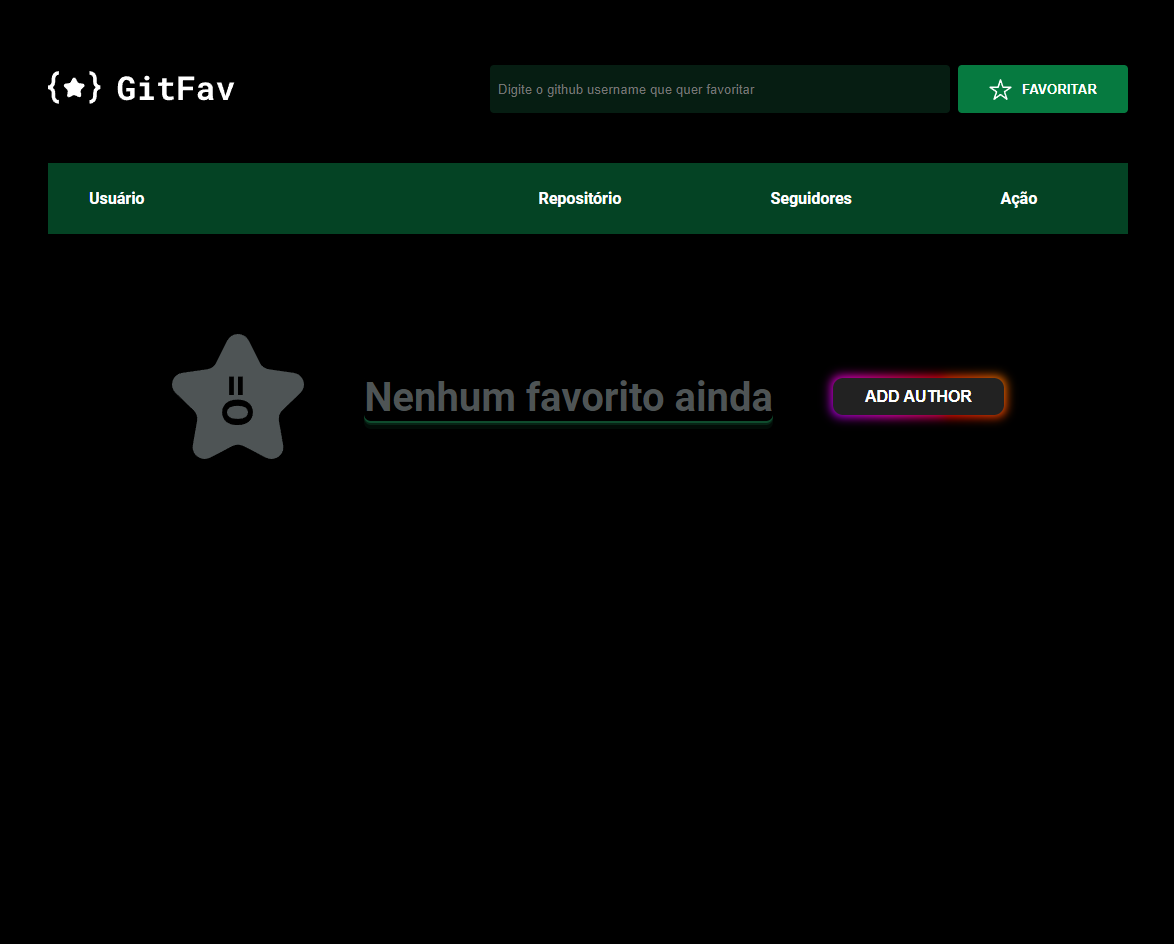 {★} GitFav
Digite o github username que quer favoritar
FAVORITAR
Usuário Repositório Seguidores Ação
Nenhum favorito ainda
ADD AUTHOR